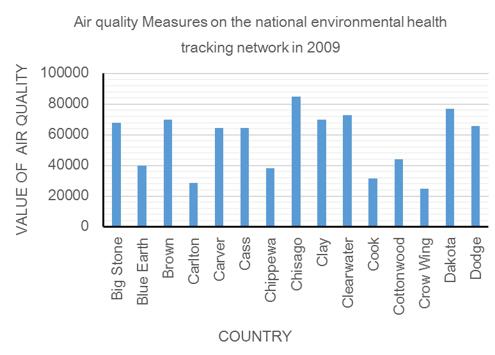 Air quality Measures on the national environmental health
tracking network in 2009
VALUE OF AIR QUALITY
100000
80000
60000
40000
20000
0
Big Stone
Blue Earth
Brown
Carlton
Carver
Cass
Chippewa
Chisago
Clay
Clearwater
Cook
Cottonwood
Crow Wing
Dakota
Dodge
COUNTRY